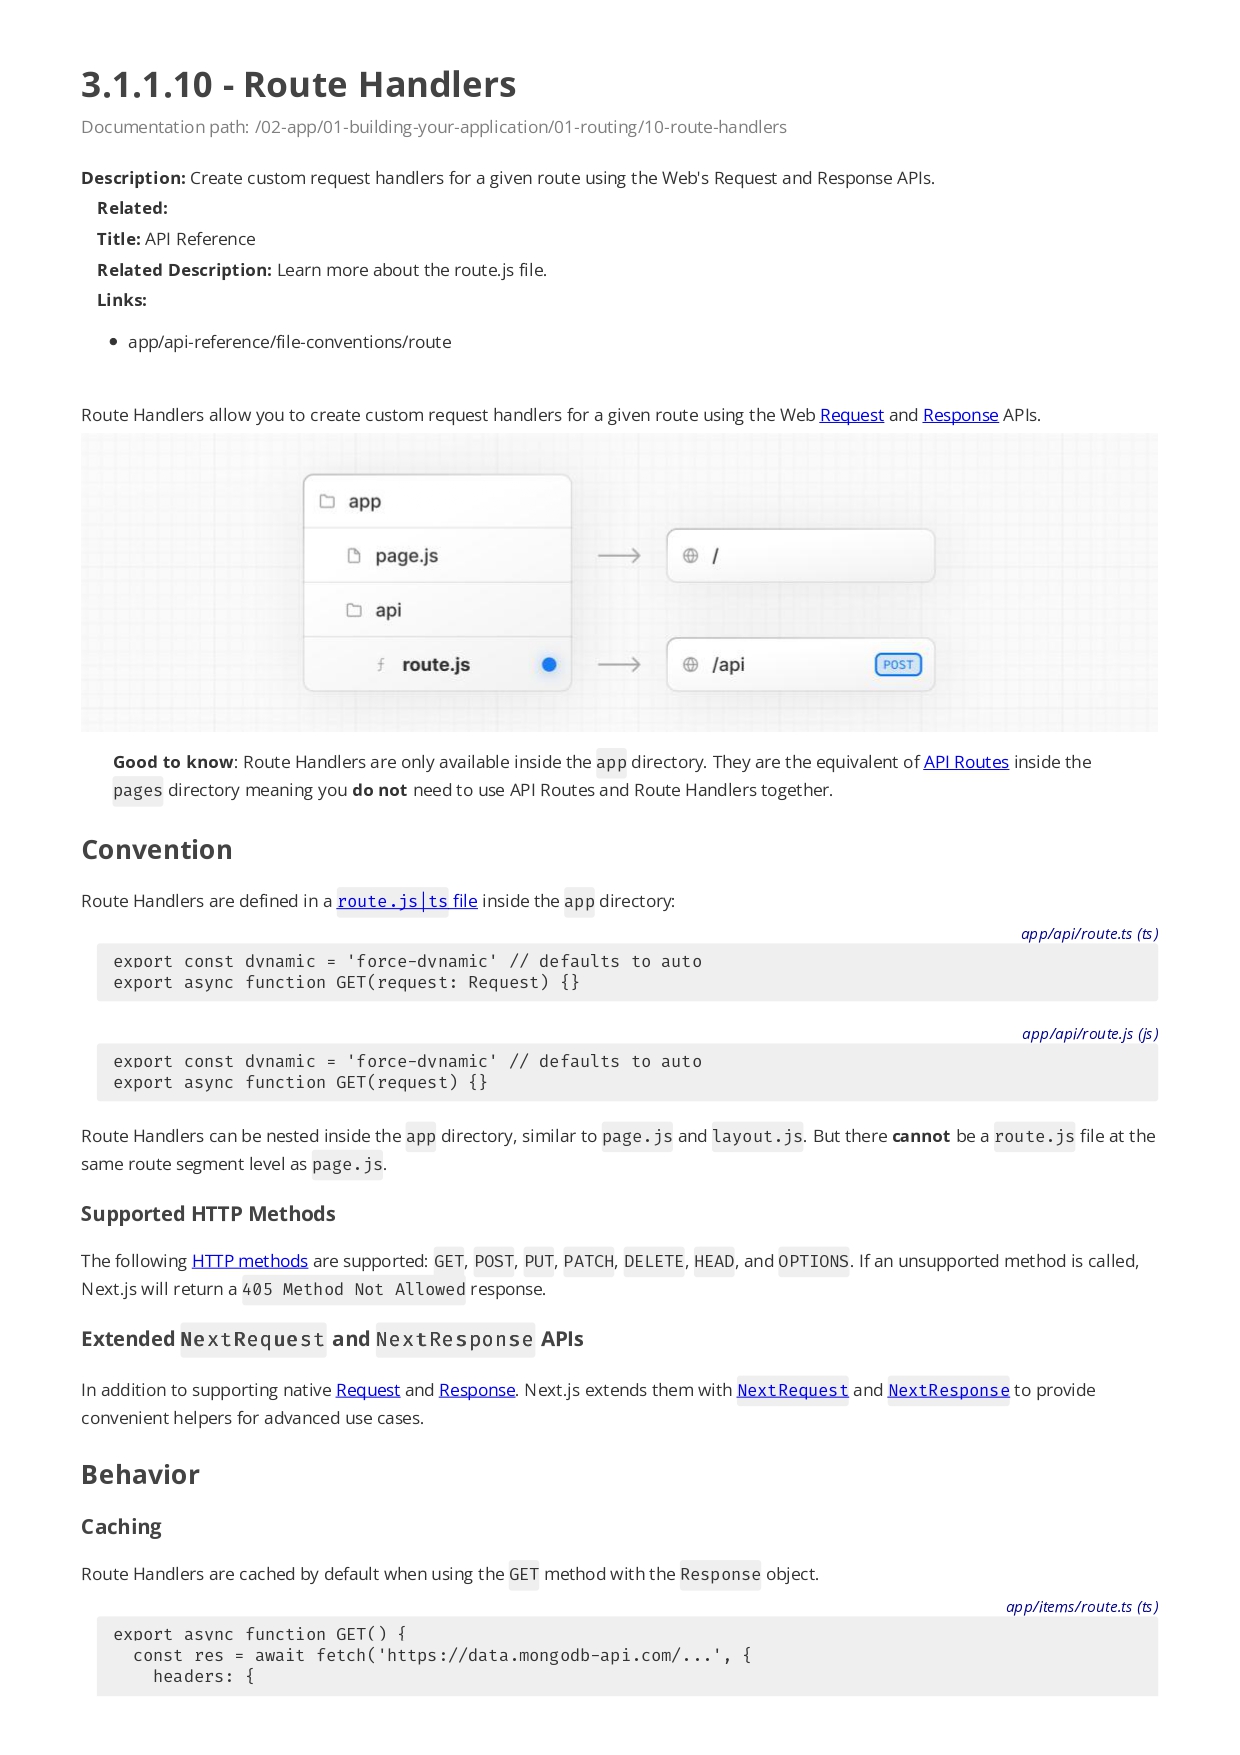 3.1.1.10 - Route Handlers
Documentation path: /02-app/01-building-your-application/01-routing/10-route-handlers
Description: Create custom request handlers for a given route using the Web's Request and Response APIs.
Related:
Title: API Reference
Related Description: Learn more about the route.js file.
Links:
• app/api-reference/file-conventions/route
Route Handlers allow you to create custom request handlers for a given route using the Web Request and Response APIs.
app
page.js
/
api
route.js
/api
POST
Good to know: Route Handlers are only available inside the app directory. They are the equivalent of API Routes inside the
pages directory meaning you do not need to use API Routes and Route Handlers together.
Convention
Route Handlers are defined in a route.js|ts file inside the app directory:
app/api/route.ts (ts)
export const dynamic = 'force-dynamic' // defaults to auto
export async function GET(request: Request) {}
app/api/route.js (js)
export const dynamic = 'force-dynamic' // defaults to auto
export async function GET(request) {}
Route Handlers can be nested inside the app directory, similar to page.js and layout.js. But there cannot be a route.js file at the
same route segment level as page.js.
Supported HTTP Methods
The following HTTP methods are supported: GET, POST, PUT, PATCH, DELETE, HEAD, and OPTIONS. If an unsupported method is called,
Next.js will return a 405 Method Not Allowed response.
Extended NextRequest and NextResponse APIs
In addition to supporting native Request and Response. Next.js extends them with NextRequest and NextResponse to provide
convenient helpers for advanced use cases.
Behavior
Caching
Route Handlers are cached by default when using the GET method with the Response object.
app/items/route.ts (ts)
export async function GET() {
  const res = await fetch('https://data.mongodb-api.com/...', {
    headers: {